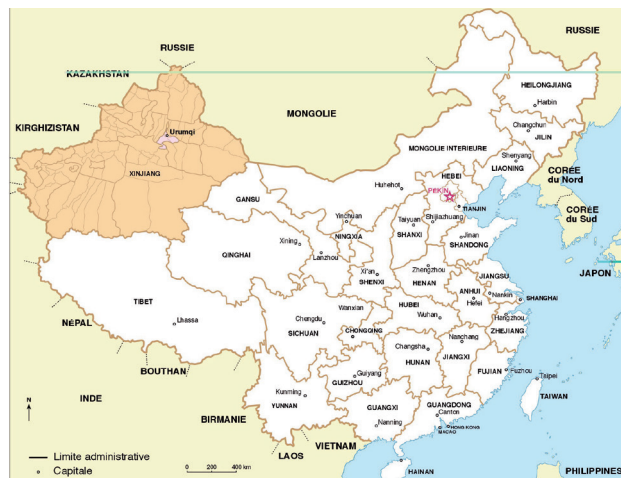 RUSSIE
RUSSIE
KAZAKHSTAN
HEILONGJIANG
Harbin
MONGOLIE
KIRGHIZISTAN
Urumqi
Changchun
JILIN
MONGOLIE INTERIEURE
Shenyang
LIAONING
XINJIANG
HEBEI
CORÉE
du Nord
Huhehot
PEKIN
GANSU
TIANJIN
CORÉE
du Sud
Yinchuan
Taiyuan
Shijiazhuang
NINGXIA
SHANXI
Jinan
SHANDONG
Xining
QINGHAI
Lanzhou
JAPON
Xi'an
Zhengzhou
JIANGSU
SHENXI
HENAN
ANHUI
Nankin
TIBET
HUBEI
Hefei
SHANGHAI
Wanxian
NÉPAL
Lhassa
Chengdu
Wuhan
Hangzhou
SICHUAN
CHONGQING
ZHEJIANG
Nanchang
Changsha
BOUTHAN
HUNAN
JIANGXI
Guiyang
GUIZHOU
FUJIAN
Fuzhou
Taipei
INDE
Kunming
YUNNAN
GUANGXI
GUANGDONG
Canton
TAIWAN
BIRMANIE
Nanning
HONG-KONG
MACAO
N
VIETNAM
LAOS
Limite administrative
Capitale
0 200 400 km
HAINAN
PHILIPPINES